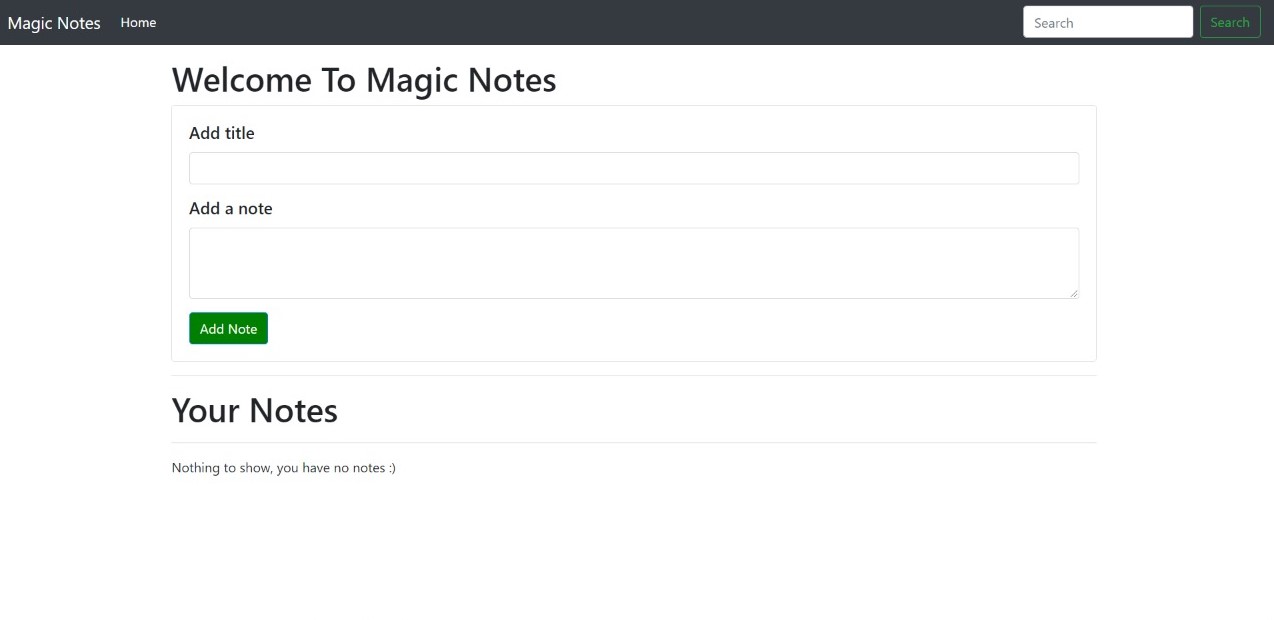 Magic Notes Home Search Search
Welcome To Magic Notes
Add title
Add a note
Add Note
Your Notes
Nothing to show, you have no notes :)